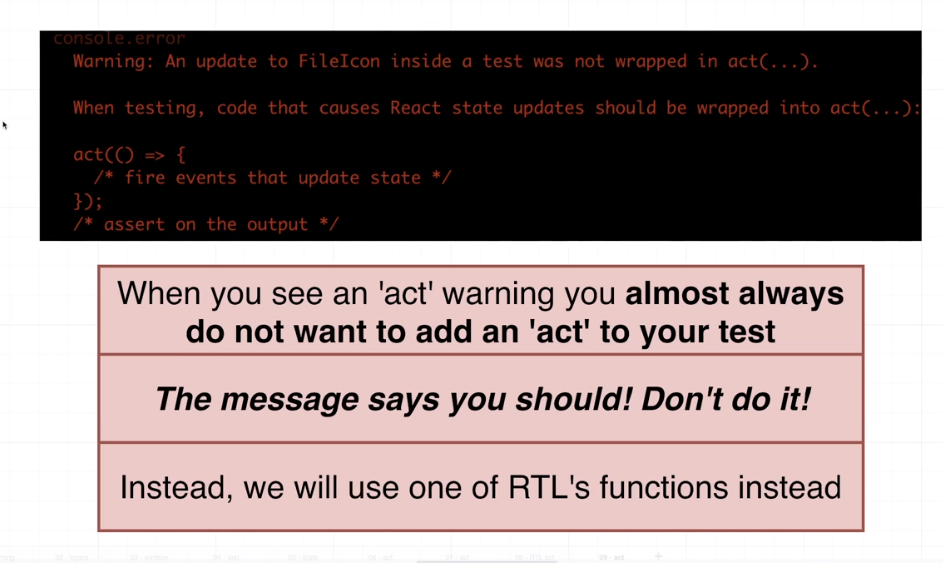 console.error
Warning: An update to FileIcon inside a test was not wrapped in act(...).
When testing, code that causes React state updates should be wrapped into act(...):
act(() => {
/* fire events that update state */
});
/* assert on the output */
When you see an 'act' warning you almost always
do not want to add an 'act' to your test
The message says you should! Don't do it!
Instead, we will use one of RTL's functions instead